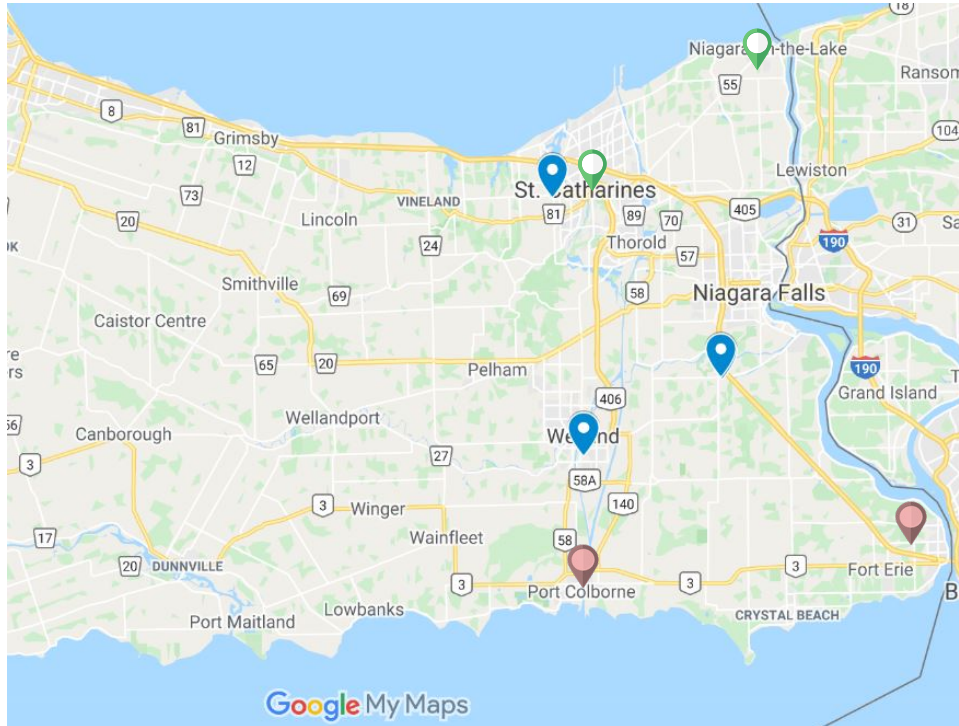 18
Niagara-on-the-Lake
Ransom
55
8
81
Grimsby
104
12
Lewiston
St. Catharines
73
VINELAND
405
20
Lincoln
81
89
70
31
24
Thorold
190
57
Smithville
69
58
Niagara Falls
Caistor Centre
65
20
Pelham
190
Grand Island
406
Wellandport
56
Canborough
Welland
27
3
58A
3
140
Winger
17
Wainfleet
58
20
DUNNVILLE
3
3
3
Fort Erie
Port Colborne
B
Lowbanks
CRYSTAL BEACH
Port Maitland
Google My Maps